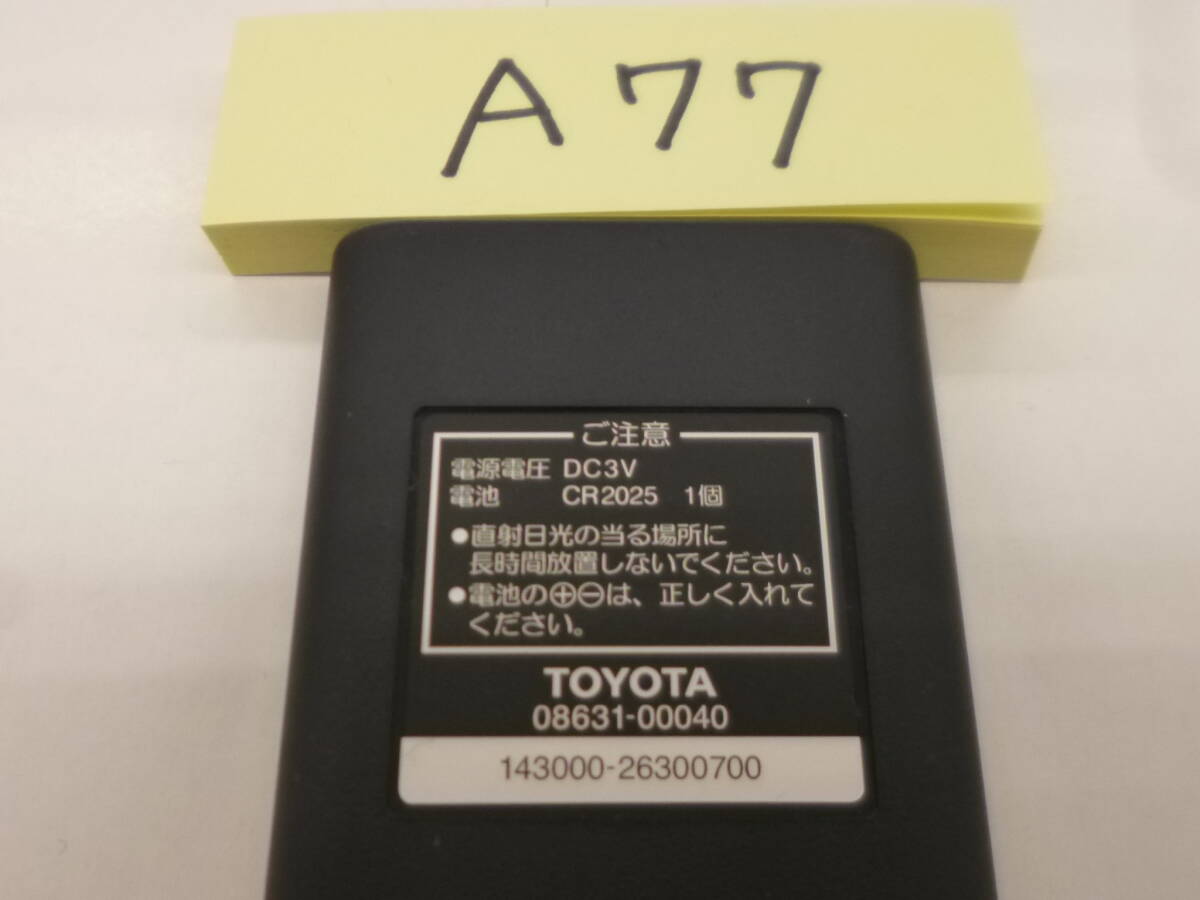 A77
ご注意
電源電圧 DC3V
電池 CR2025 1個
●直射日光の当る場所に
長時間放置しないでください。
●電池の⊕⊖は、正しく入れて
ください。
TOYOTA
08631-00040
143000-26300700